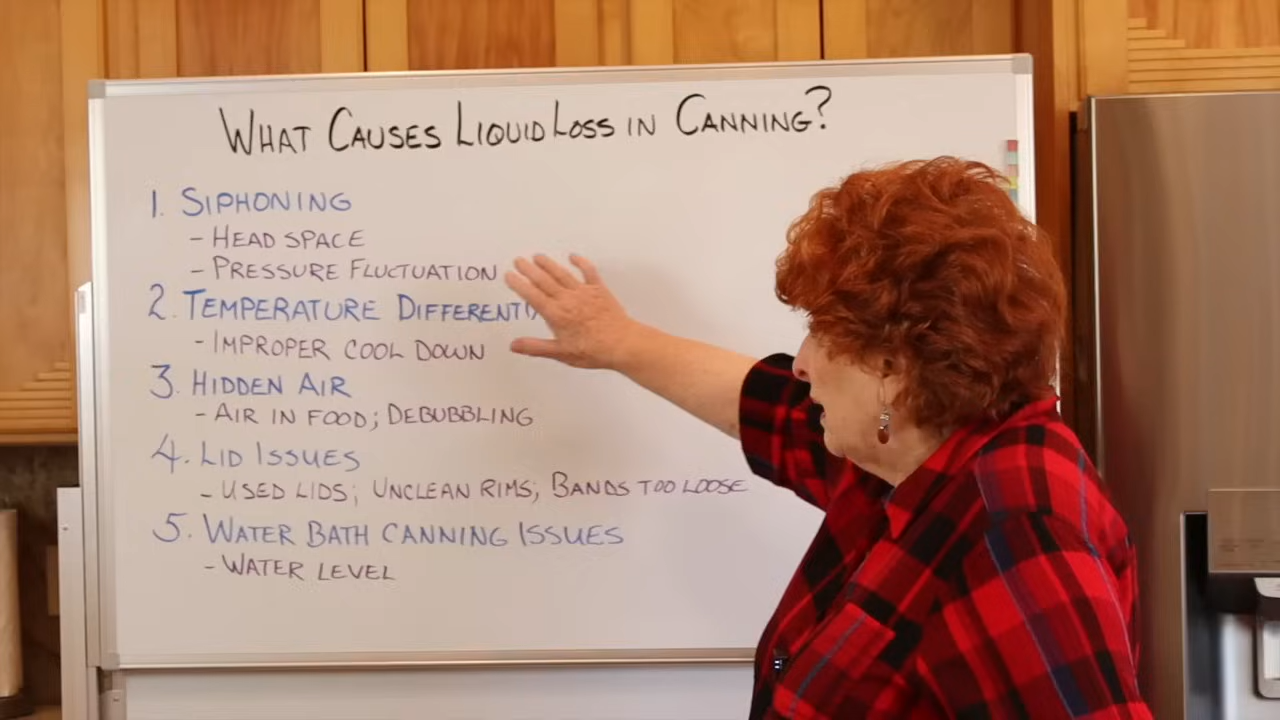 WHAT CAUSES LIQUID LOSS IN CANNING?
1. SIPHONING
- HEAD SPACE
- PRESSURE FLUCTUATION
2. TEMPERATURE
- IMPROPER COOL DOWN
3. HIDDEN AIR
- AIR IN FOOD; DEBUBBLING
4. LID ISSUES
- USED LIDS; UNCLEAN RIMS; BANDS TOO LOOSE
5. WATER BATH CANNING ISSUES
- WATER LEVEL